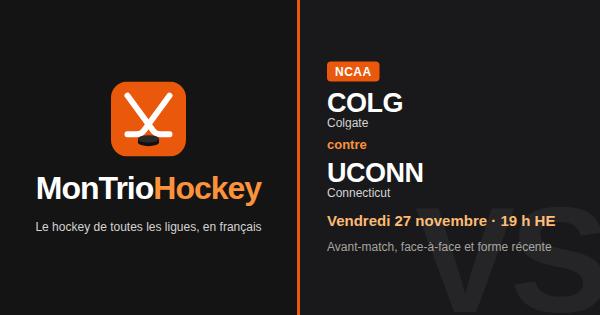 MonTrioHockey
Le hockey de toutes les ligues, en français
NCAA
COLG
Colgate
contre
UCONN
Connecticut
Vendredi 27 novembre · 19 h HE
Avant-match, face-à-face et forme récente
VS